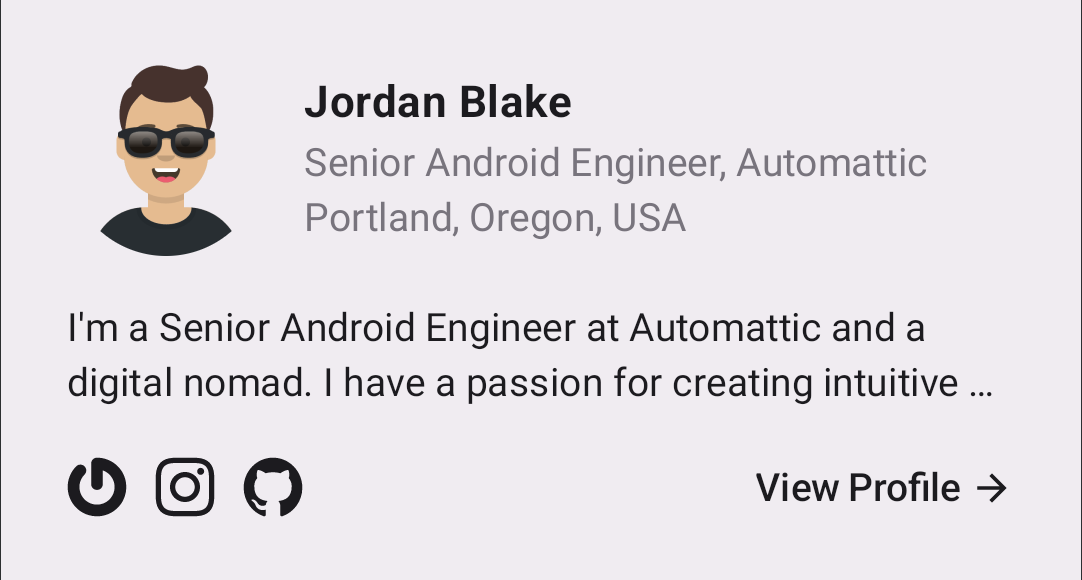 Jordan Blake
Senior Android Engineer, Automattic
Portland, Oregon, USA
I'm a Senior Android Engineer at Automattic and a
digital nomad. I have a passion for creating intuitive …
View Profile →